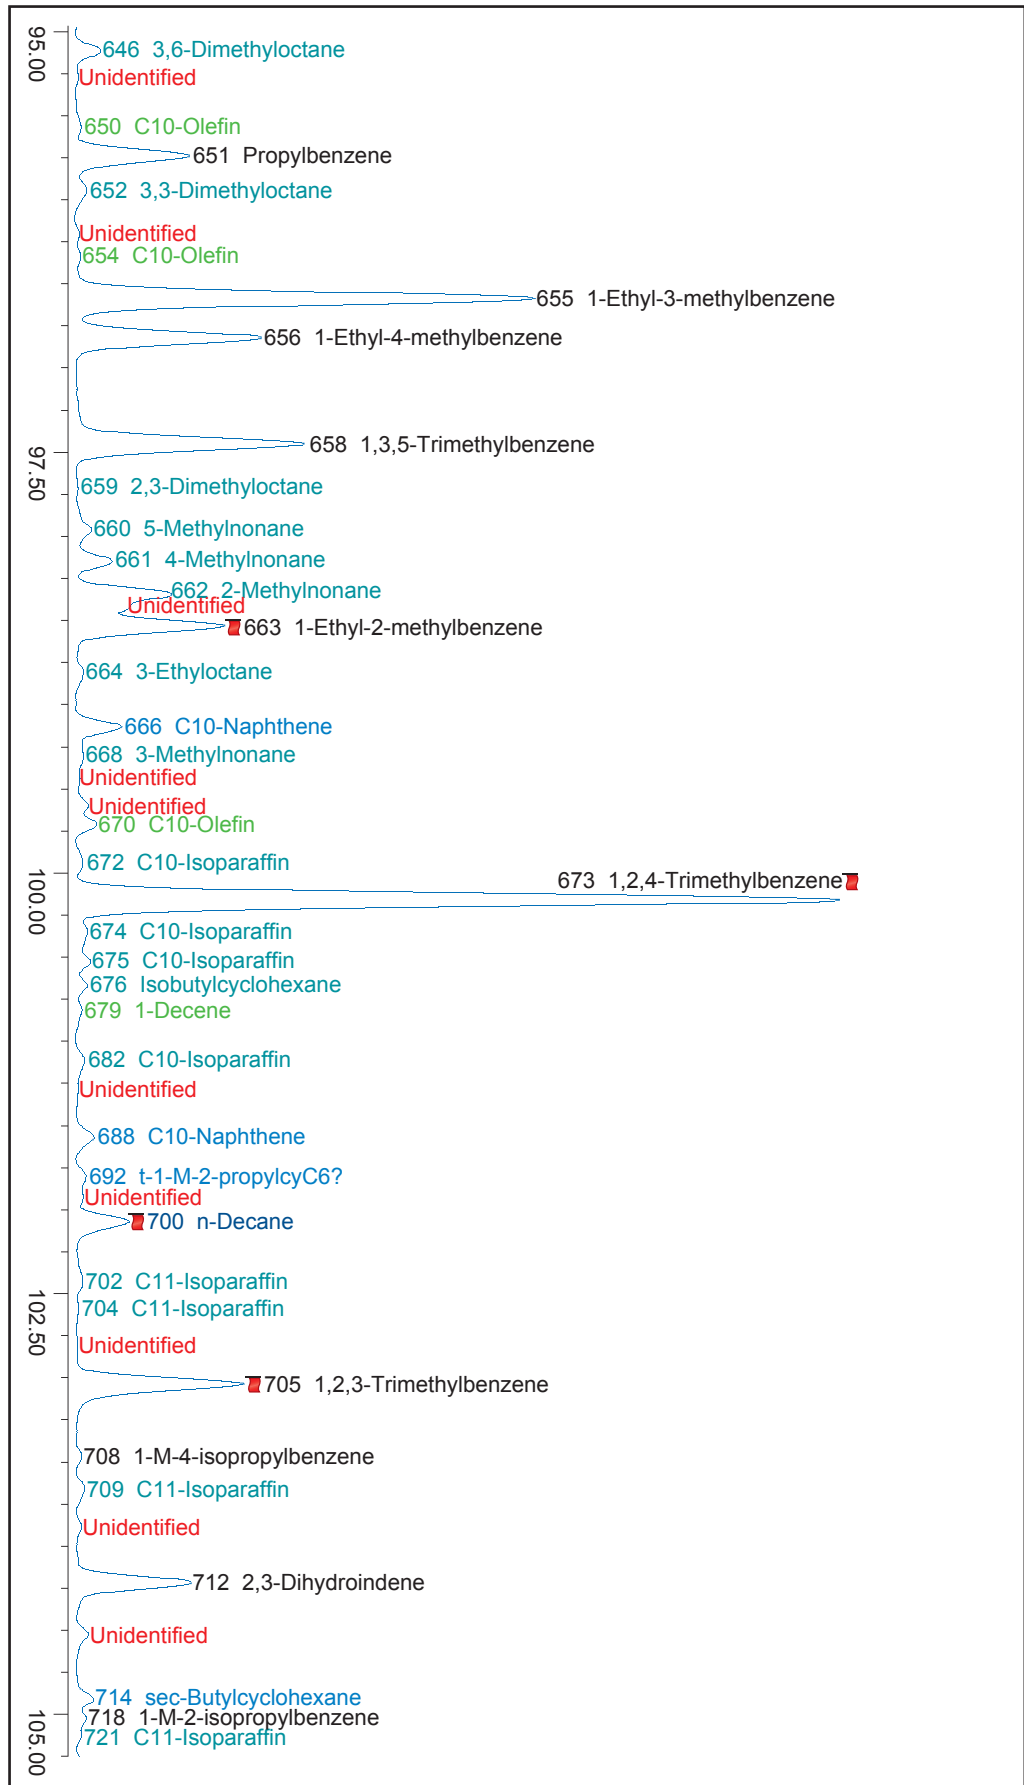 95.00
646 3,6-Dimethyloctane
Unidentified
650 C10-Olefin
651 Propylbenzene
652 3,3-Dimethyloctane
Unidentified
654 C10-Olefin
655 1-Ethyl-3-methylbenzene
656 1-Ethyl-4-methylbenzene
658 1,3,5-Trimethylbenzene
97.50
659 2,3-Dimethyloctane
660 5-Methylnonane
661 4-Methylnonane
662 2-Methylnonane
Unidentified
663 1-Ethyl-2-methylbenzene
664 3-Ethyloctane
666 C10-Naphthene
668 3-Methylnonane
Unidentified
Unidentified
670 C10-Olefin
672 C10-Isoparaffin
673 1,2,4-Trimethylbenzene
100.00
674 C10-Isoparaffin
675 C10-Isoparaffin
676 Isobutylcyclohexane
679 1-Decene
682 C10-Isoparaffin
Unidentified
688 C10-Naphthene
692 t-1-M-2-propylcyC6?
Unidentified
700 n-Decane
702 C11-Isoparaffin
704 C11-Isoparaffin
102.50
Unidentified
705 1,2,3-Trimethylbenzene
708 1-M-4-isopropylbenzene
709 C11-Isoparaffin
Unidentified
712 2,3-Dihydroindene
Unidentified
714 sec-Butylcyclohexane
718 1-M-2-isopropylbenzene
721 C11-Isoparaffin
105.00